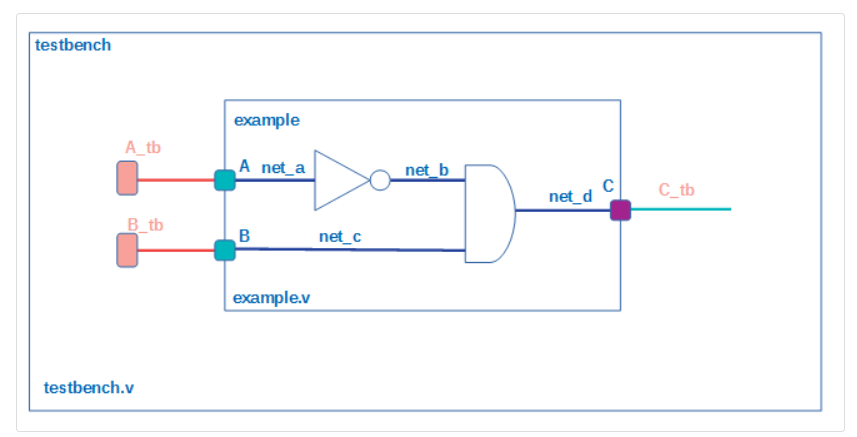 testbench
example
A_tb
A
net_a
net_b
B_tb
B
net_c
net_d
C
C_tb
example.v
testbench.v